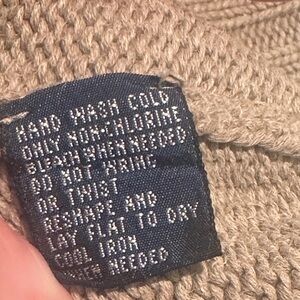 HAND WASH COLD
ONLY NON-CHLORINE
BLEACH WHEN NEEDED
DO NOT WRING
OR TWIST
RESHAPE AND
LAY FLAT TO DRY
COOL IRON
WHEN NEEDED